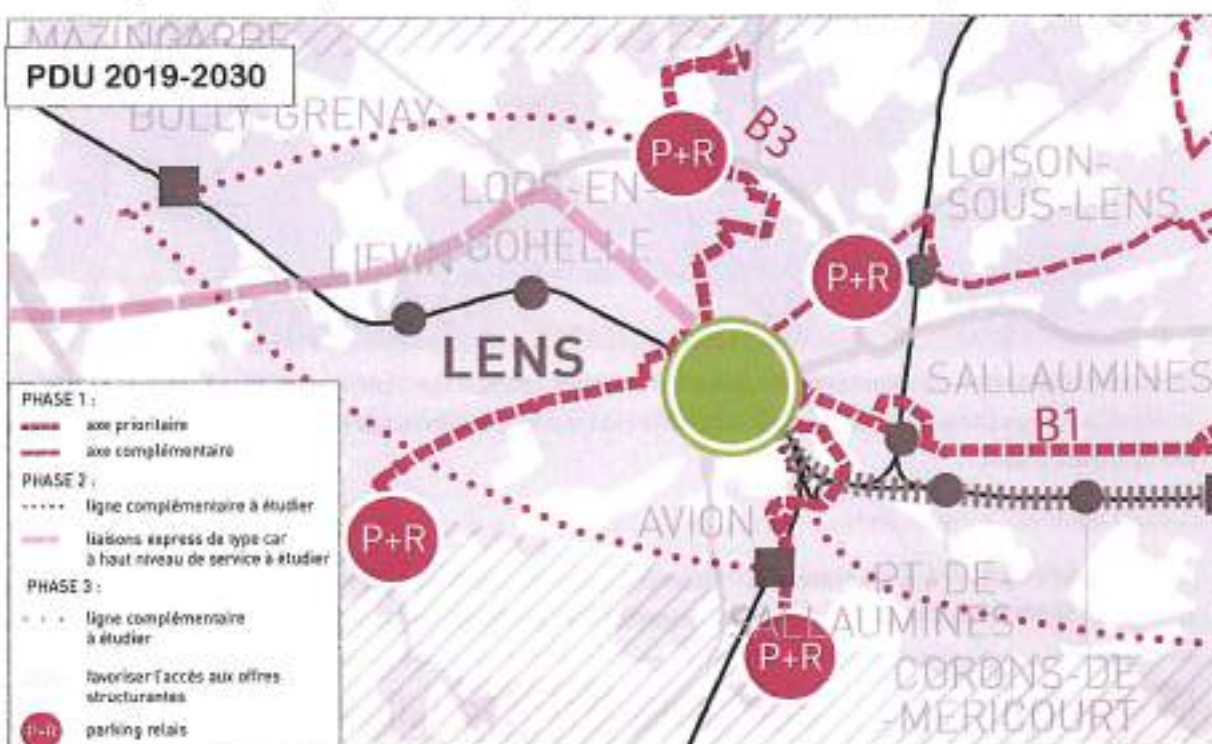 MAZINGARBE
PDU 2019-2030
BULLY-GRENAY
P+R
B3
LOISON-
SOUS-LENS
LOOS-EN-
GOHELLE
LIEVIN
P+R
LENS
SALLAUMINES
B1
PHASE 1 :
axe prioritaire
axe complémentaire
PHASE 2 :
ligne complémentaire à étudier
liaisons express de type car
à haut niveau de service à étudier
PHASE 3 :
ligne complémentaire
à étudier
favoriser l'accès aux offres
structurantes
P+R
parking relais
P+R
AVION
PT-DE-
SALLAUMINES
P+R
CORONS-DE
-MERICOURT